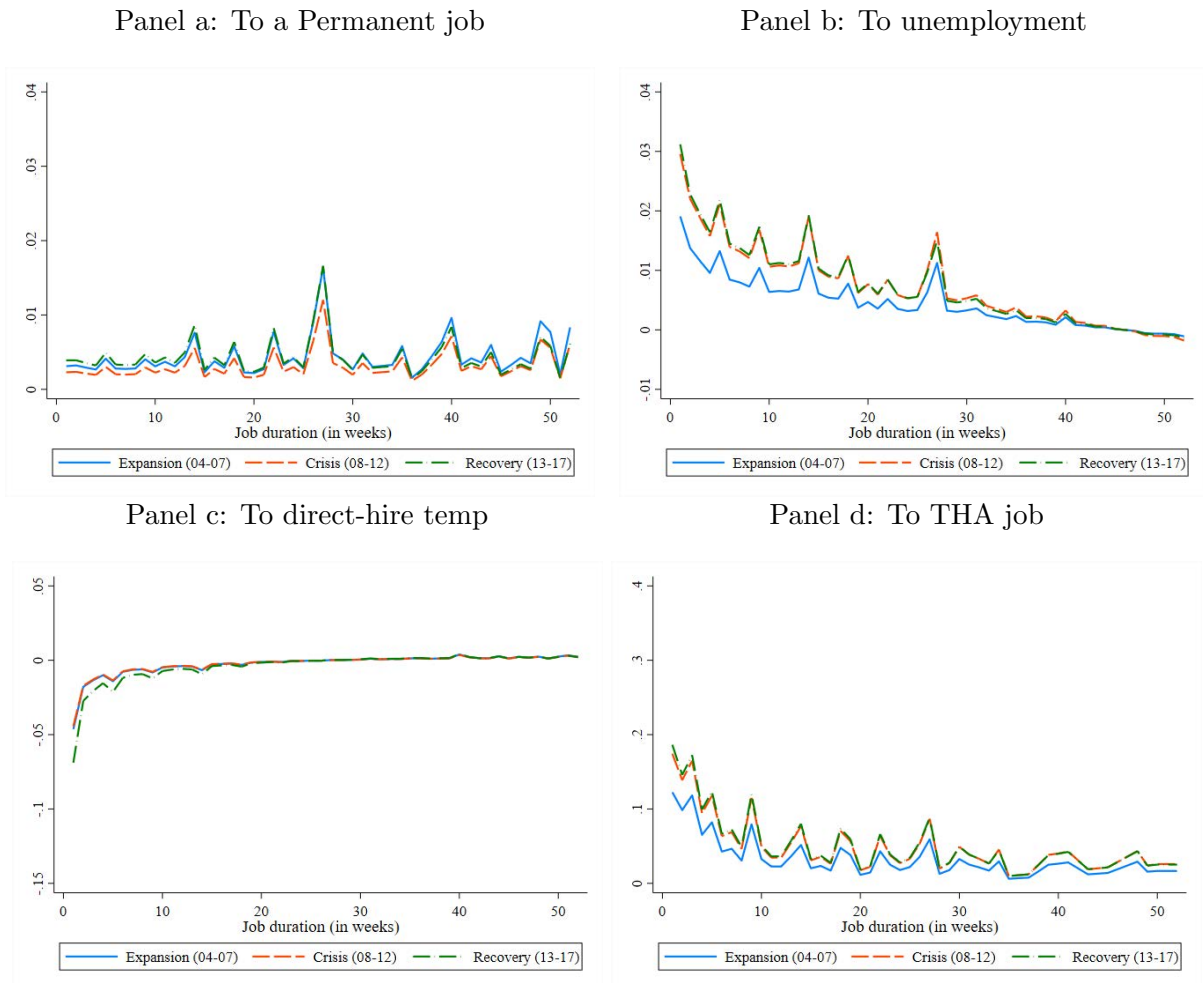 Panel a: To a Permanent job
.04
.03
.02
.01
0
0 10 20 30 40 50
Job duration (in weeks)
Expansion (04-07) Crisis (08-12) Recovery (13-17)
Panel b: To unemployment
.04
.03
.02
.01
0
-.01
0 10 20 30 40 50
Job duration (in weeks)
Expansion (04-07) Crisis (08-12) Recovery (13-17)
Panel c: To direct-hire temp
.05
0
-.05
-.1
-.15
0 10 20 30 40 50
Job duration (in weeks)
Expansion (04-07) Crisis (08-12) Recovery (13-17)
Panel d: To THA job
.4
.3
.2
.1
0
0 10 20 30 40 50
Job duration (in weeks)
Expansion (04-07) Crisis (08-12) Recovery (13-17)